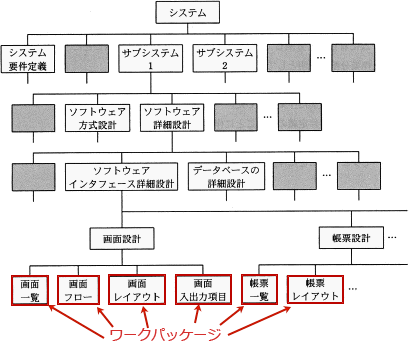 システム
システム
要件定義
サブシステム
1
サブシステム
2
…
ソフトウェア
方式設計
ソフトウェア
詳細設計
…
ソフトウェア
インタフェース詳細設計
データベースの
詳細設計
…
画面設計
帳票設計
…
画面
一覧
画面
フロー
画面
レイアウト
画面
入出力項目
帳票
一覧
帳票
レイアウト
…
ワークパッケージ